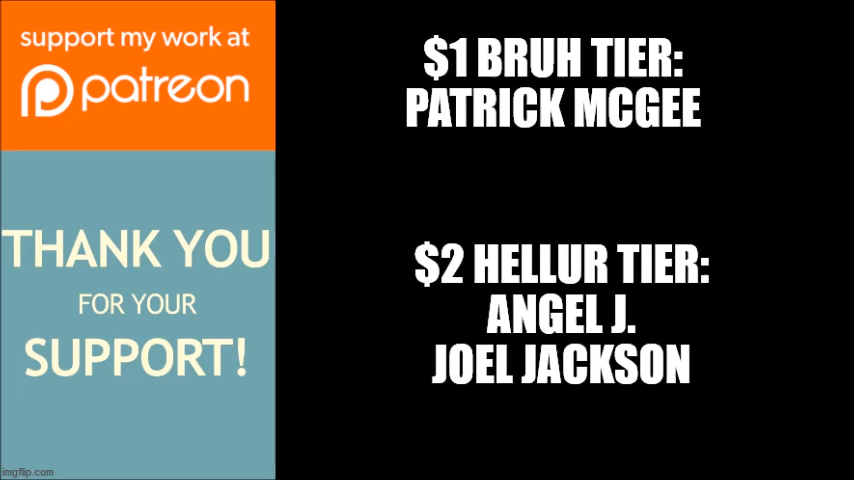 support my work at
patreon
THANK YOU
FOR YOUR
SUPPORT!
$1 BRUH TIER:
PATRICK MCGEE
$2 HELLUR TIER:
ANGEL J.
JOEL JACKSON
imgflip.com